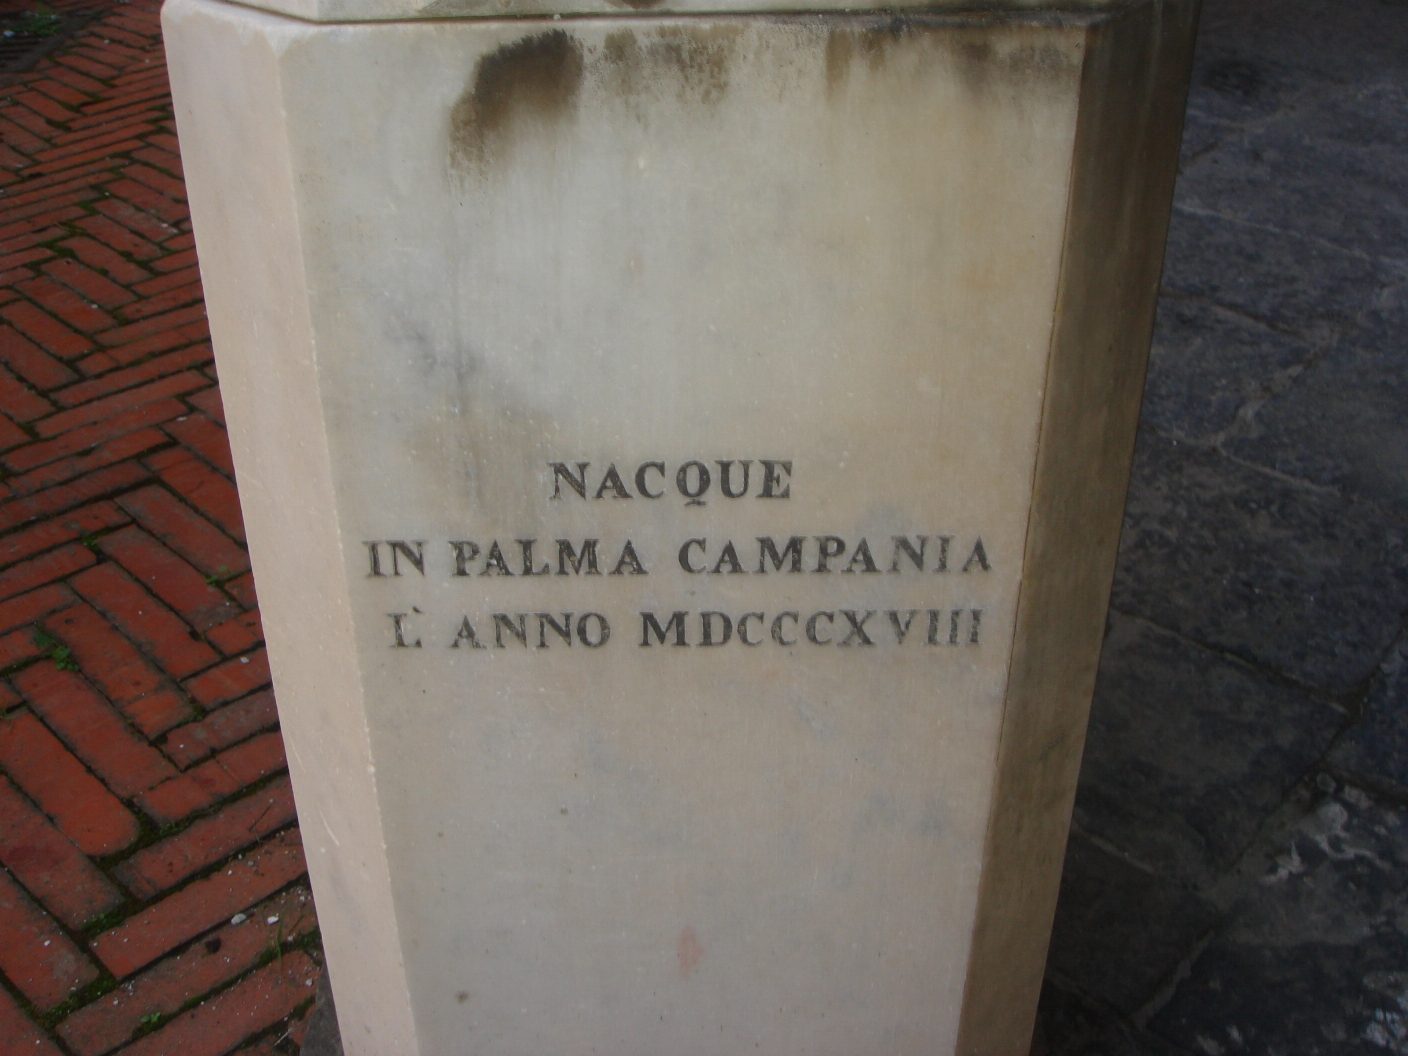 NACQUE
IN PALMA CAMPANIA
L' ANNO MDCCCXVIII